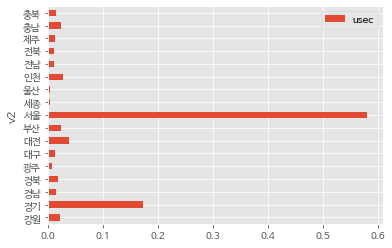 충북
충남
제주
전북
전남
인천
울산
세종
서울
부산
대전
대구
광주
경북
경남
경기
강원
v2
usec
0.0 0.1 0.2 0.3 0.4 0.5 0.6